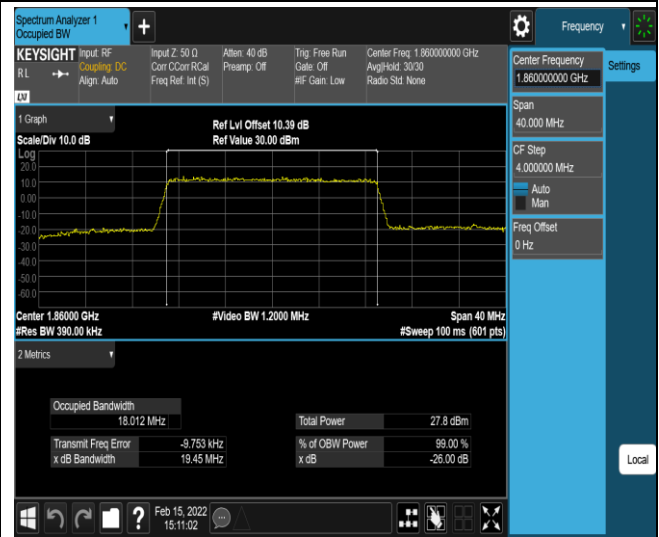 Spectrum Analyzer 1
Occupied BW
+
Frequency
KEYSIGHT
RL
Input: RF
Coupling: DC
Align: Auto
Input Z: 50 Ω
Corr CCorr RCal
Freq Ref: Int (S)
Atten: 40 dB
Preamp: Off
Trig: Free Run
Gate: Off
#IF Gain: Low
Center Freq: 1.860000000 GHz
Avg|Hold: 30/30
Radio Std: None
LXI
Center Frequency
1.860000000 GHz
Settings
Span
40.000 MHz
CF Step
4.000000 MHz
Auto
Man
Freq Offset
0 Hz
1 Graph
Scale/Div 10.0 dB
Ref Lvl Offset 10.39 dB
Ref Value 30.00 dBm
Log
20.0
10.0
0.00
-10.0
-20.0
-30.0
-40.0
-50.0
-60.0
Center 1.86000 GHz
#Res BW 390.00 kHz
#Video BW 1.2000 MHz
Span 40 MHz
#Sweep 100 ms (601 pts)
2 Metrics
Occupied Bandwidth
18.012 MHz
Total Power 27.8 dBm
Transmit Freq Error -9.753 kHz
% of OBW Power 99.00 %
x dB Bandwidth 19.45 MHz
x dB -26.00 dB
Local
?
Feb 15, 2022
15:11:02